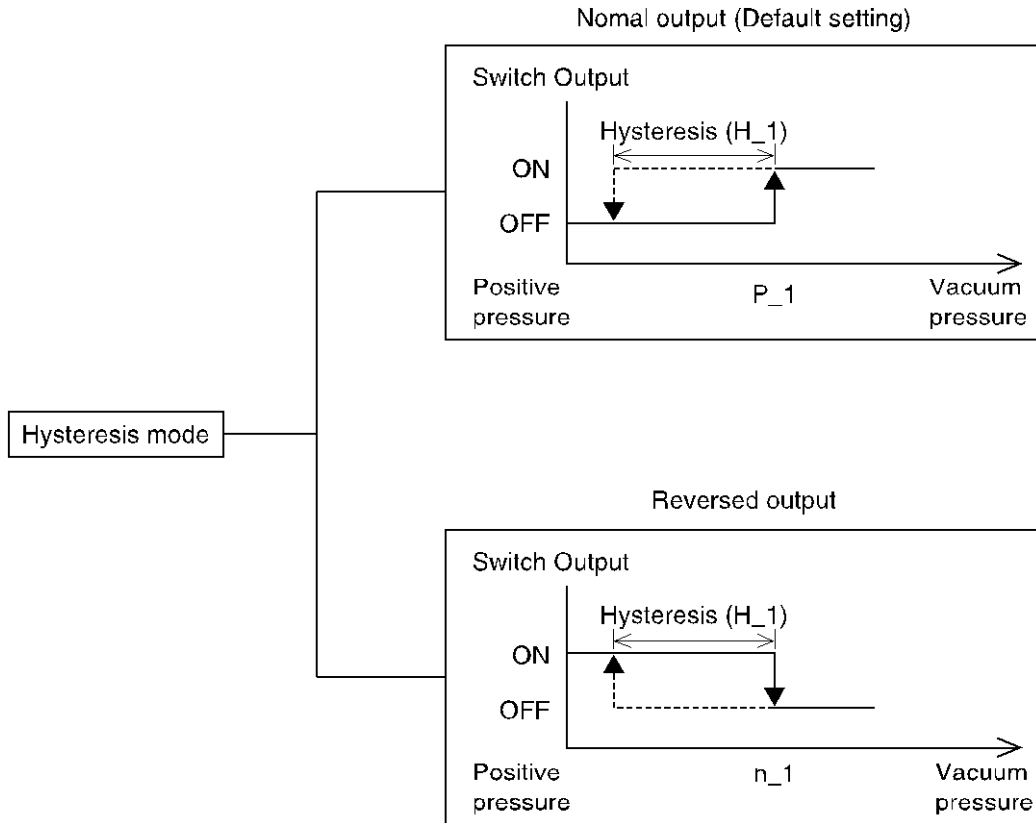 Nomal output (Default setting)
Switch Output
Hysteresis (H_1)
ON
OFF
Positive
pressure
P_1
Vacuum
pressure
Hysteresis mode
Reversed output
Switch Output
Hysteresis (H_1)
ON
OFF
Positive
pressure
n_1
Vacuum
pressure